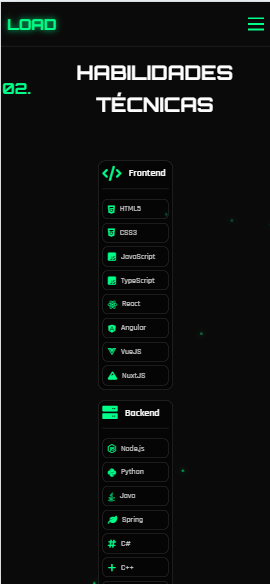 LOAD
02.
HABILIDADES
TÉCNICAS
Frontend
HTML5
CSS3
JavaScript
TypeScript
React
Angular
VueJS
NuxtJS
Backend
Node.js
Python
Java
Spring
C#
C++